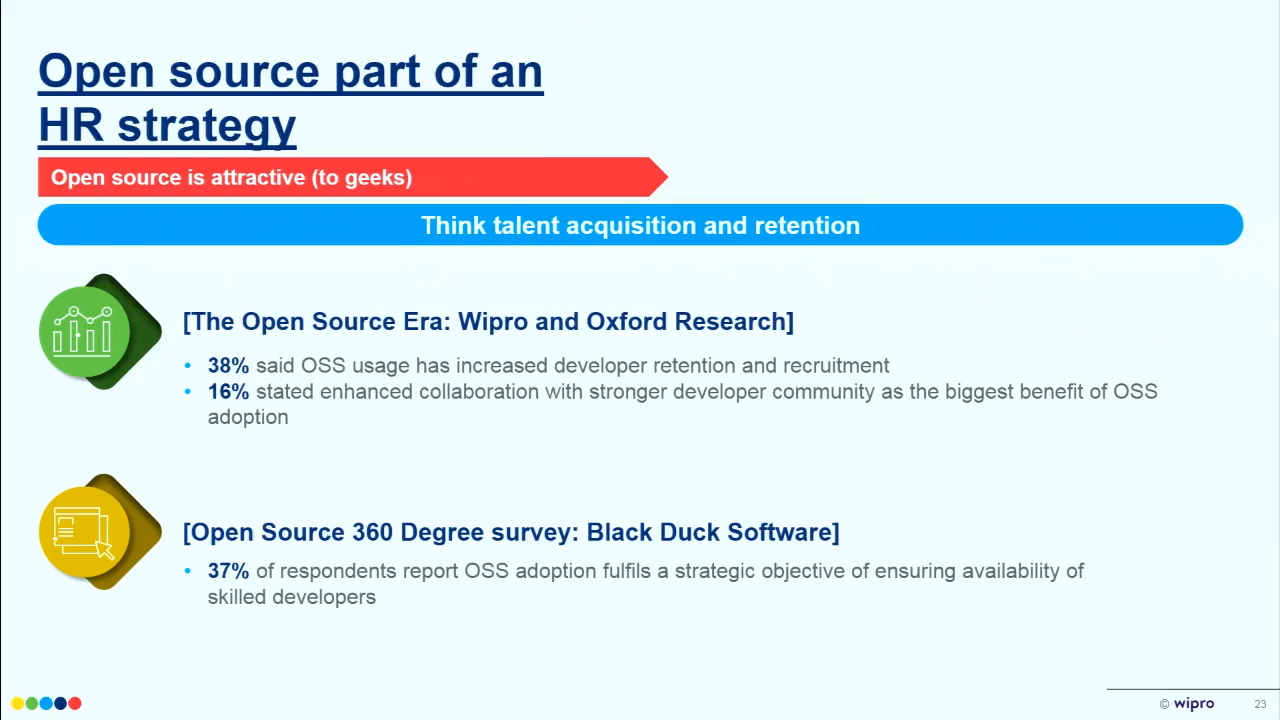 Open source part of an
HR strategy
Open source is attractive (to geeks)
Think talent acquisition and retention
[The Open Source Era: Wipro and Oxford Research]
• 38% said OSS usage has increased developer retention and recruitment
• 16% stated enhanced collaboration with stronger developer community as the biggest benefit of OSS
adoption
[Open Source 360 Degree survey: Black Duck Software]
• 37% of respondents report OSS adoption fulfils a strategic objective of ensuring availability of
skilled developers
© wipro 23